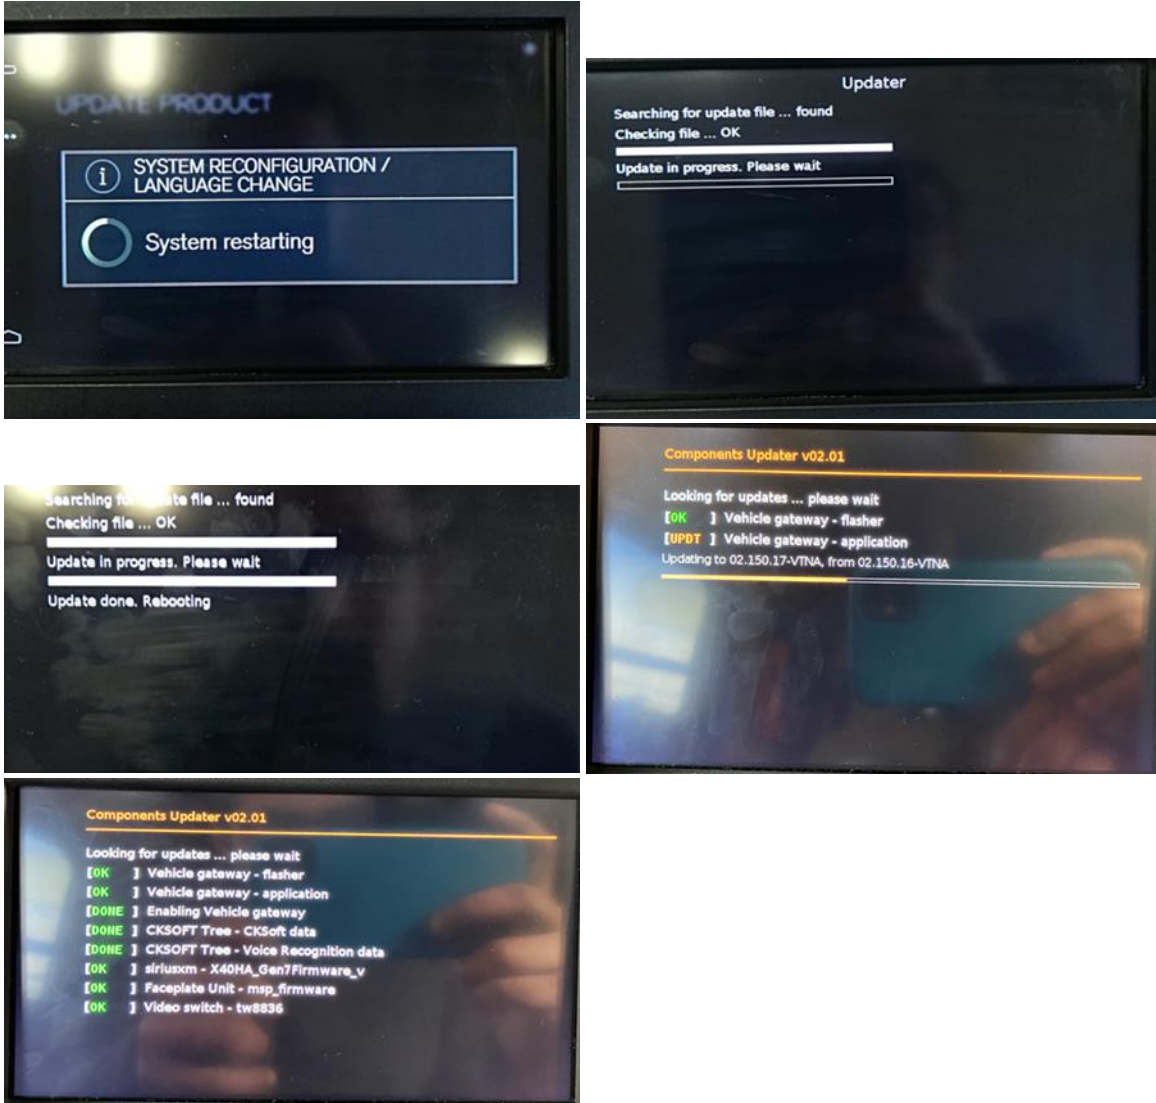 UPDATE PRODUCT
SYSTEM RECONFIGURATION /
LANGUAGE CHANGE
System restarting
Updater
Searching for update file ... found
Checking file ... OK
Update in progress. Please wait
Searching for update file ... found
Checking file ... OK
Update in progress. Please wait
Update done. Rebooting
Components Updater v02.01
Looking for updates ... please wait
[OK ] Vehicle gateway - flasher
[UPDT ] Vehicle gateway - application
Updating to 02.150.17-VTNA, from 02.150.16-VTNA
Components Updater v02.01
Looking for updates ... please wait
[OK ] Vehicle gateway - flasher
[OK ] Vehicle gateway - application
[DONE ] Enabling Vehicle gateway
[DONE ] CKSOFT Tree - CKSoft data
[DONE ] CKSOFT Tree - Voice Recognition data
[OK ] siriusxm - X40HA_Gen7Firmware_v
[OK ] Faceplate Unit - msp_firmware
[OK ] Video switch - tw8836